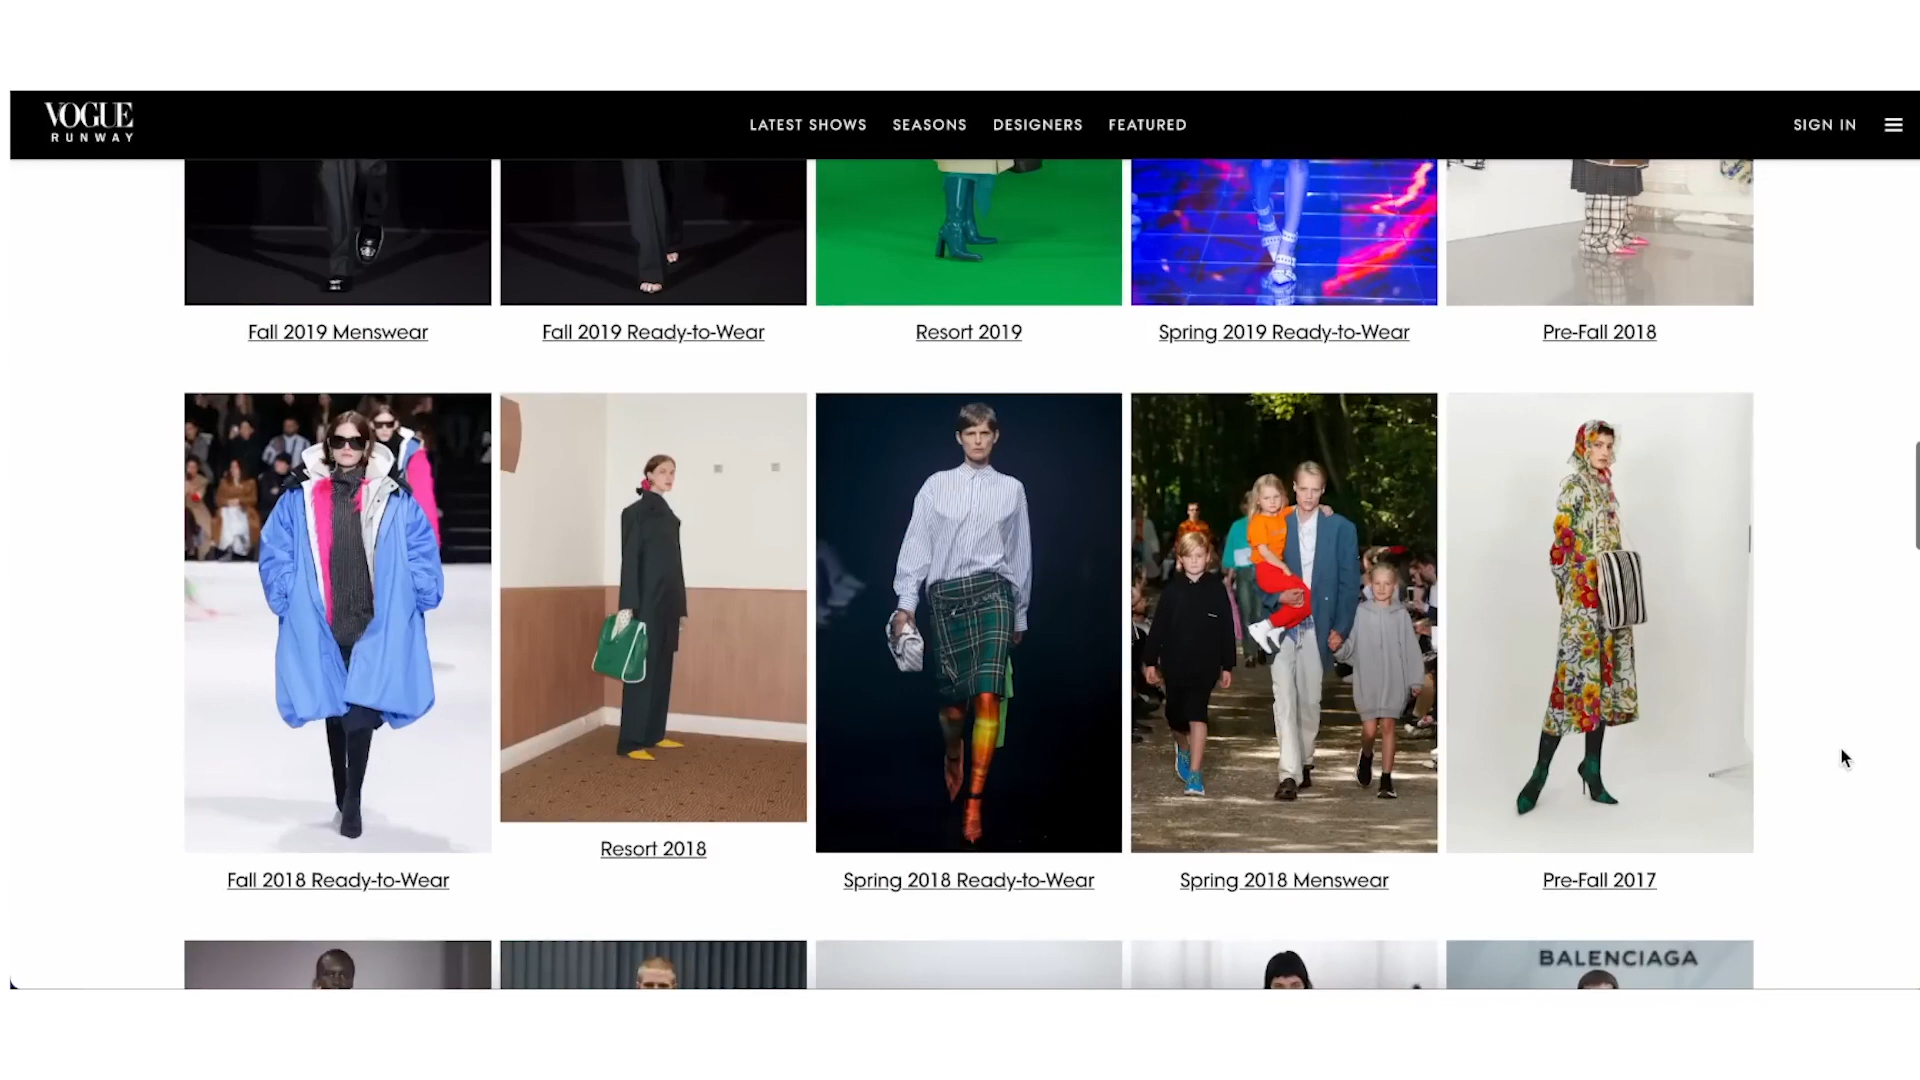 VOGUE
RUNWAY
LATEST SHOWS
SEASONS
DESIGNERS
FEATURED
SIGN IN
Fall 2019 Menswear
Fall 2019 Ready-to-Wear
Resort 2019
Spring 2019 Ready-to-Wear
Pre-Fall 2018
Fall 2018 Ready-to-Wear
Resort 2018
Spring 2018 Ready-to-Wear
Spring 2018 Menswear
Pre-Fall 2017
BALENCIAGA